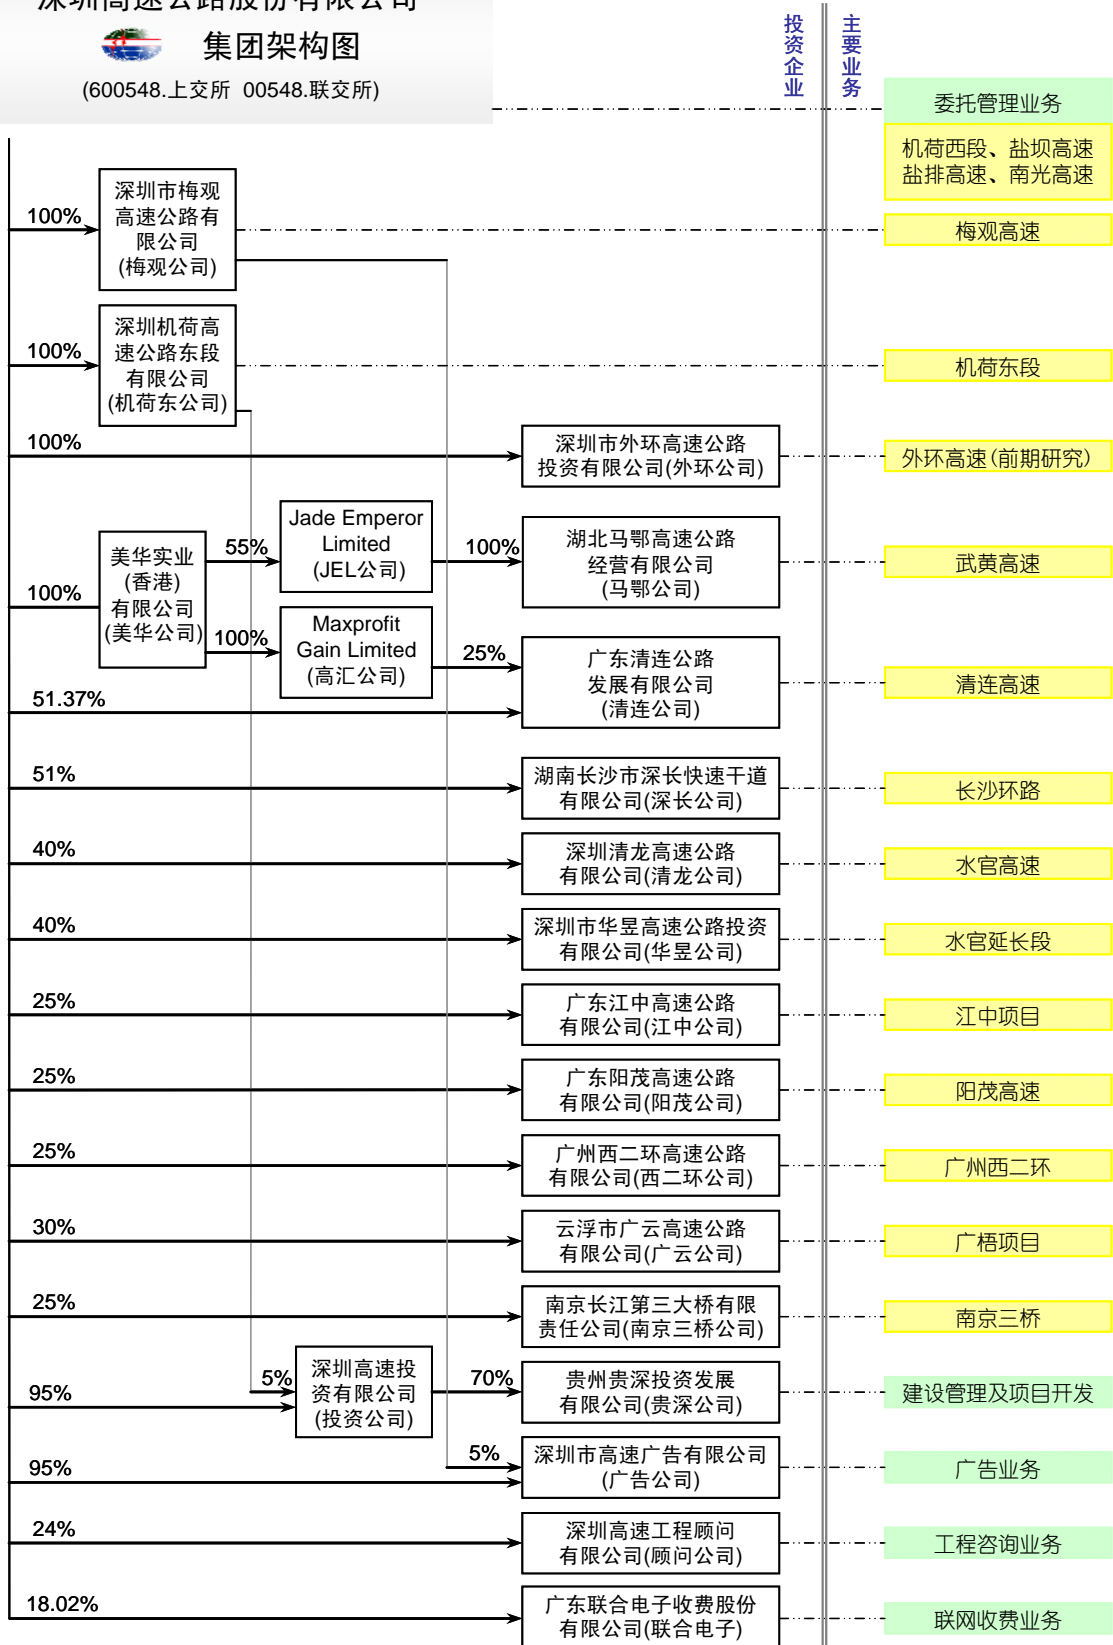 深圳高速公路股份有限公司
集团架构图
(600548.上交所 00548.联交所)
投资企业
主要业务
委托管理业务
机荷西段、盐坝高速
盐排高速、南光高速
100%
深圳市梅观
高速公路有
限公司
(梅观公司)
梅观高速
100%
深圳机荷高
速公路东段
有限公司
(机荷东公司)
机荷东段
100%
深圳市外环高速公路
投资有限公司(外环公司)
外环高速(前期研究)
100%
美华实业
(香港)
有限公司
(美华公司)
55%
Jade Emperor
Limited
(JEL公司)
100%
湖北马鄂高速公路
经营有限公司
(马鄂公司)
武黄高速
100%
Maxprofit
Gain Limited
(高汇公司)
25%
广东清连公路
发展有限公司
(清连公司)
清连高速
51.37%
51%
湖南长沙市深长快速干道
有限公司(深长公司)
长沙环路
40%
深圳清龙高速公路
有限公司(清龙公司)
水官高速
40%
深圳市华昱高速公路投资
有限公司(华昱公司)
水官延长段
25%
广东江中高速公路
有限公司(江中公司)
江中项目
25%
广东阳茂高速公路
有限公司(阳茂公司)
阳茂高速
25%
广州西二环高速公路
有限公司(西二环公司)
广州西二环
30%
云浮市广云高速公路
有限公司(广云公司)
广梧项目
25%
南京长江第三大桥有限
责任公司(南京三桥公司)
南京三桥
95%
5%
深圳高速投
资有限公司
(投资公司)
70%
贵州贵深投资发展
有限公司(贵深公司)
建设管理及项目开发
95%
5%
深圳市高速广告有限公司
(广告公司)
广告业务
24%
深圳高速工程顾问
有限公司(顾问公司)
工程咨询业务
18.02%
广东联合电子收费股份
有限公司(联合电子)
联网收费业务